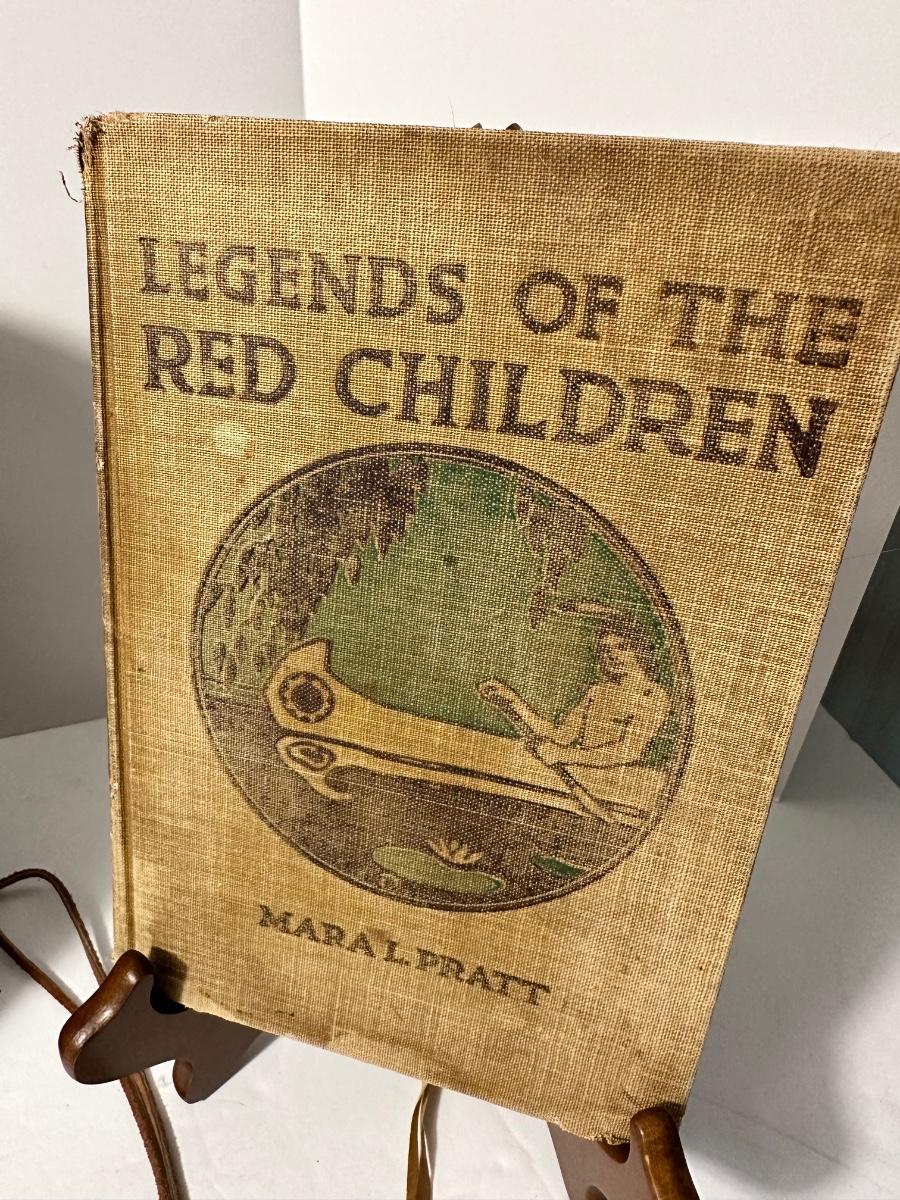 LEGENDS OF THE
RED CHILDREN
MARA L. PRATT